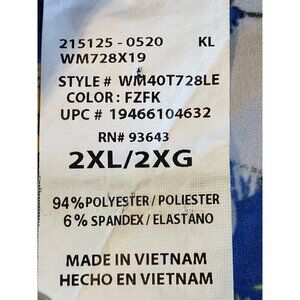 215125 - 0520 KL
WM728X19
STYLE # WM40T728LE
COLOR : FZFK
UPC # 19466104632
RN# 93643
2XL/2XG
94% POLYESTER / POLIESTER
6% SPANDEX / ELASTANO
MADE IN VIETNAM
HECHO EN VIETNAM